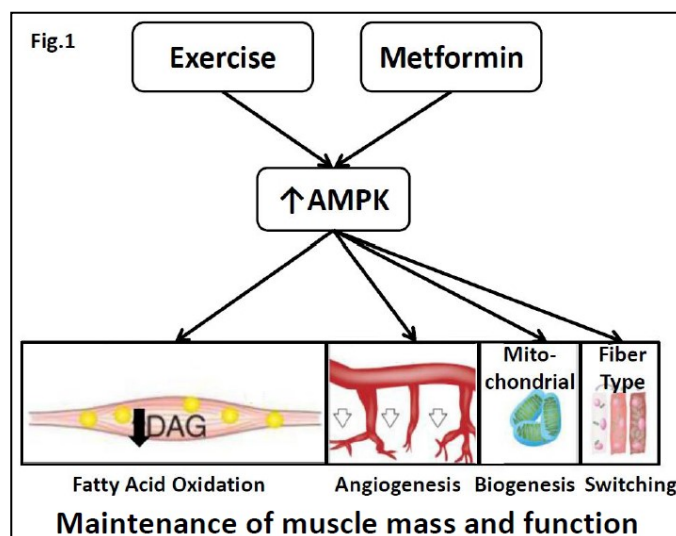 Fig.1
Exercise
Metformin
↑AMPK
↓DAG
Mito-
chondrial
Fiber
Type
Fatty Acid Oxidation
Angiogenesis
Biogenesis
Switching
Maintenance of muscle mass and function